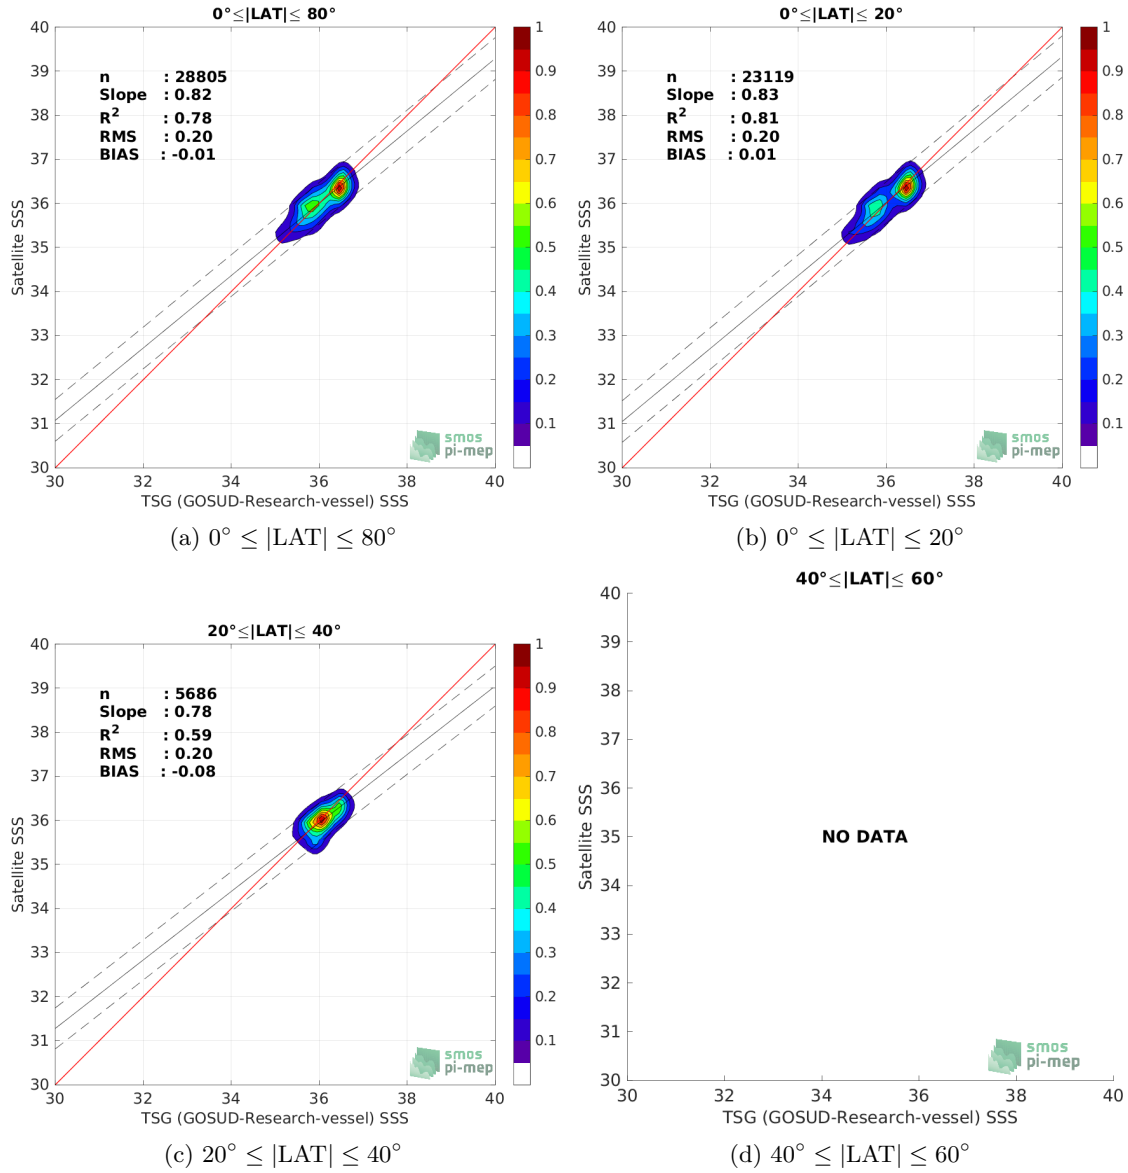 0°≤|LAT|≤ 80°
40
39
38
37
36
35
34
33
32
31
30
Satellite SSS
n : 28805
Slope : 0.82
R² : 0.78
RMS : 0.20
BIAS : -0.01
smos
pi-mep
30 32 34 36 38 40
TSG (GOSUD-Research-vessel) SSS
1
0.9
0.8
0.7
0.6
0.5
0.4
0.3
0.2
0.1
(a) 0° ≤ |LAT| ≤ 80°
0°≤|LAT|≤ 20°
40
39
38
37
36
35
34
33
32
31
30
Satellite SSS
n : 23119
Slope : 0.83
R² : 0.81
RMS : 0.20
BIAS : 0.01
smos
pi-mep
30 32 34 36 38 40
TSG (GOSUD-Research-vessel) SSS
1
0.9
0.8
0.7
0.6
0.5
0.4
0.3
0.2
0.1
(b) 0° ≤ |LAT| ≤ 20°
20°≤|LAT|≤ 40°
40
39
38
37
36
35
34
33
32
31
30
Satellite SSS
n : 5686
Slope : 0.78
R² : 0.59
RMS : 0.20
BIAS : -0.08
smos
pi-mep
30 32 34 36 38 40
TSG (GOSUD-Research-vessel) SSS
1
0.9
0.8
0.7
0.6
0.5
0.4
0.3
0.2
0.1
(c) 20° ≤ |LAT| ≤ 40°
40°≤|LAT|≤ 60°
40
39
38
37
36
35
34
33
32
31
30
Satellite SSS
NO DATA
smos
pi-mep
30 32 34 36 38 40
TSG (GOSUD-Research-vessel) SSS
(d) 40° ≤ |LAT| ≤ 60°